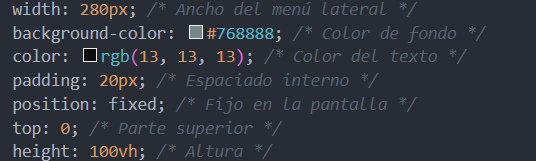 width: 280px; /* Ancho del menú lateral */
background-color: #768888; /* Color de fondo */
color: rgb(13, 13, 13); /* Color del texto */
padding: 20px; /* Espaciado interno */
position: fixed; /* Fijo en la pantalla */
top: 0; /* Parte superior */
height: 100vh; /* Altura */